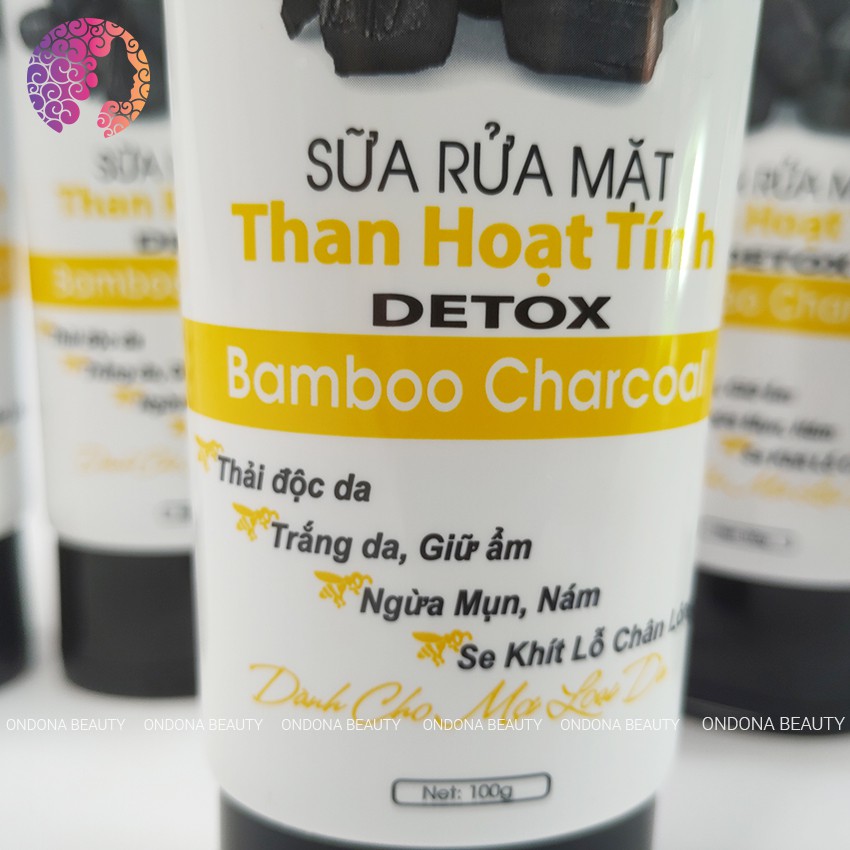 SỮA RỬA MẶT
Than Hoạt Tính
DETOX
Bamboo Charcoal
Thải độc da
Trắng da, Giữ ẩm
Ngừa Mụn, Nám
Se Khít Lỗ Chân Lông
Dành Cho Mọi Loại Da
ONDONA BEAUTY ONDONA BEAUTY ONDONA BEAUTY ONDONA BEAUTY ONDONA BEAUTY ONDONA BEAUTY
Net: 100g